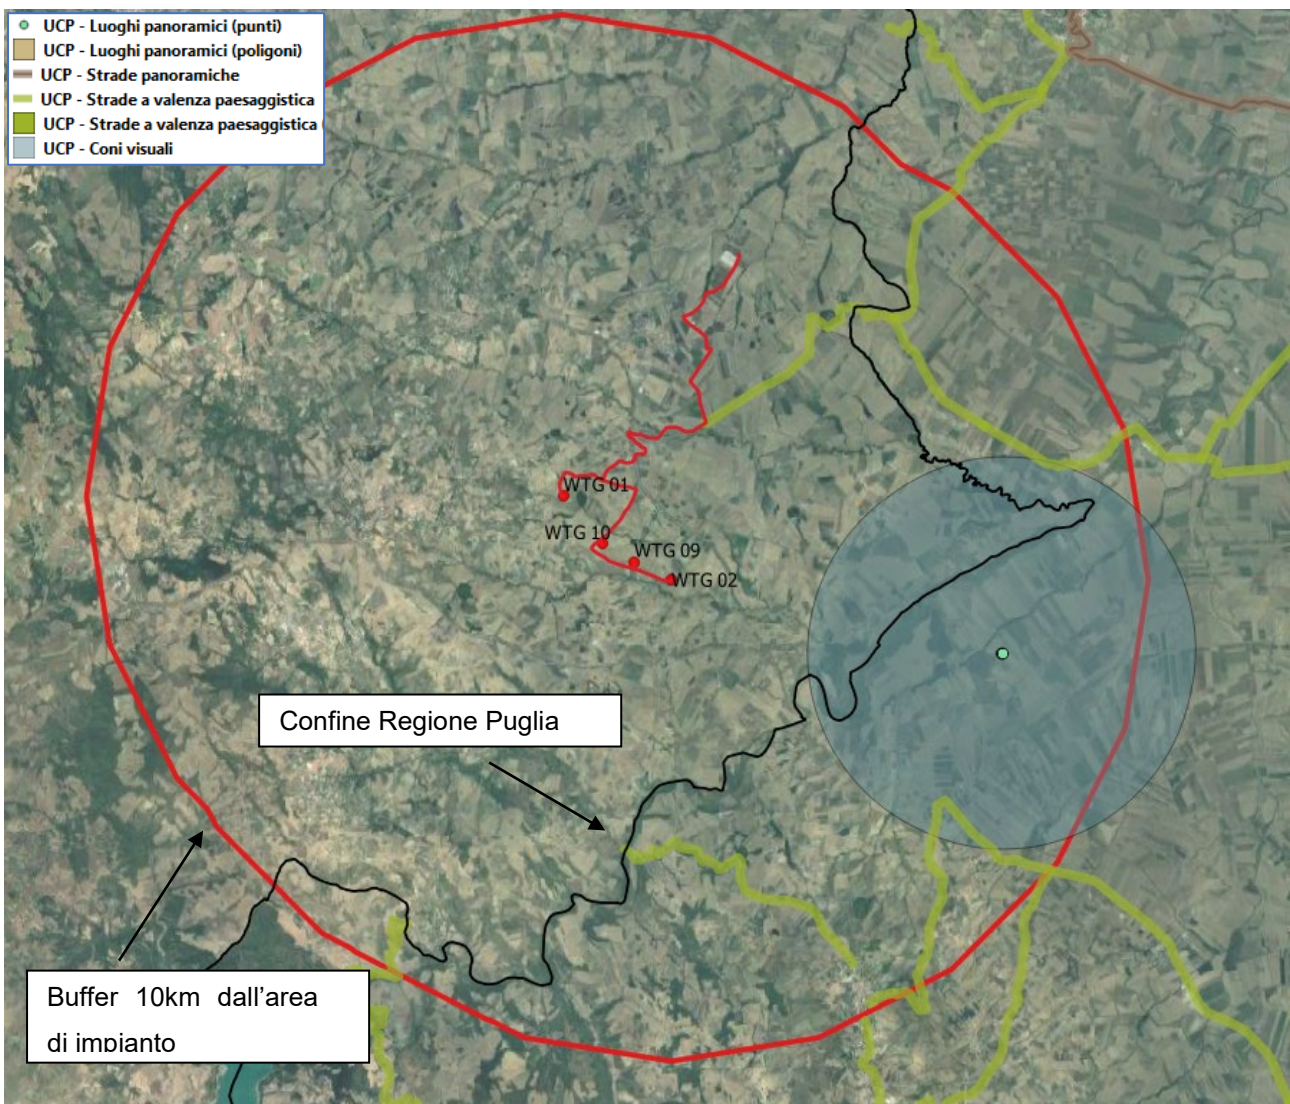 UCP - Luoghi panoramici (punti)
UCP - Luoghi panoramici (poligoni)
UCP - Strade panoramiche
UCP - Strade a valenza paesaggistica
UCP - Strade a valenza paesaggistica (
UCP - Coni visuali
WTG 01
WTG 10
WTG 09
WTG 02
Confine Regione Puglia
Buffer 10km dall'area
di impianto